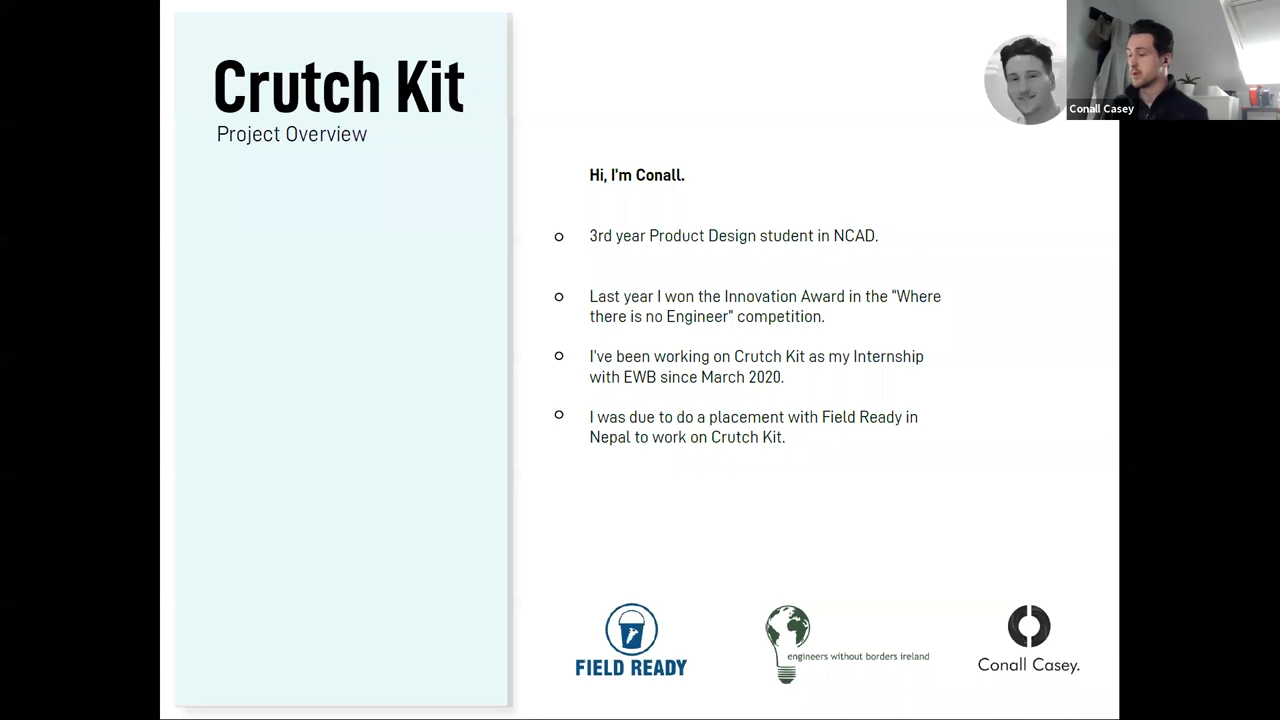 Crutch Kit
Project Overview
Conall Casey
Hi, I'm Conall.
3rd year Product Design student in NCAD.
Last year I won the Innovation Award in the “Where
there is no Engineer” competition.
I've been working on Crutch Kit as my Internship
with EWB since March 2020.
I was due to do a placement with Field Ready in
Nepal to work on Crutch Kit.
FIELD READY
engineers without borders ireland
Conall Casey.